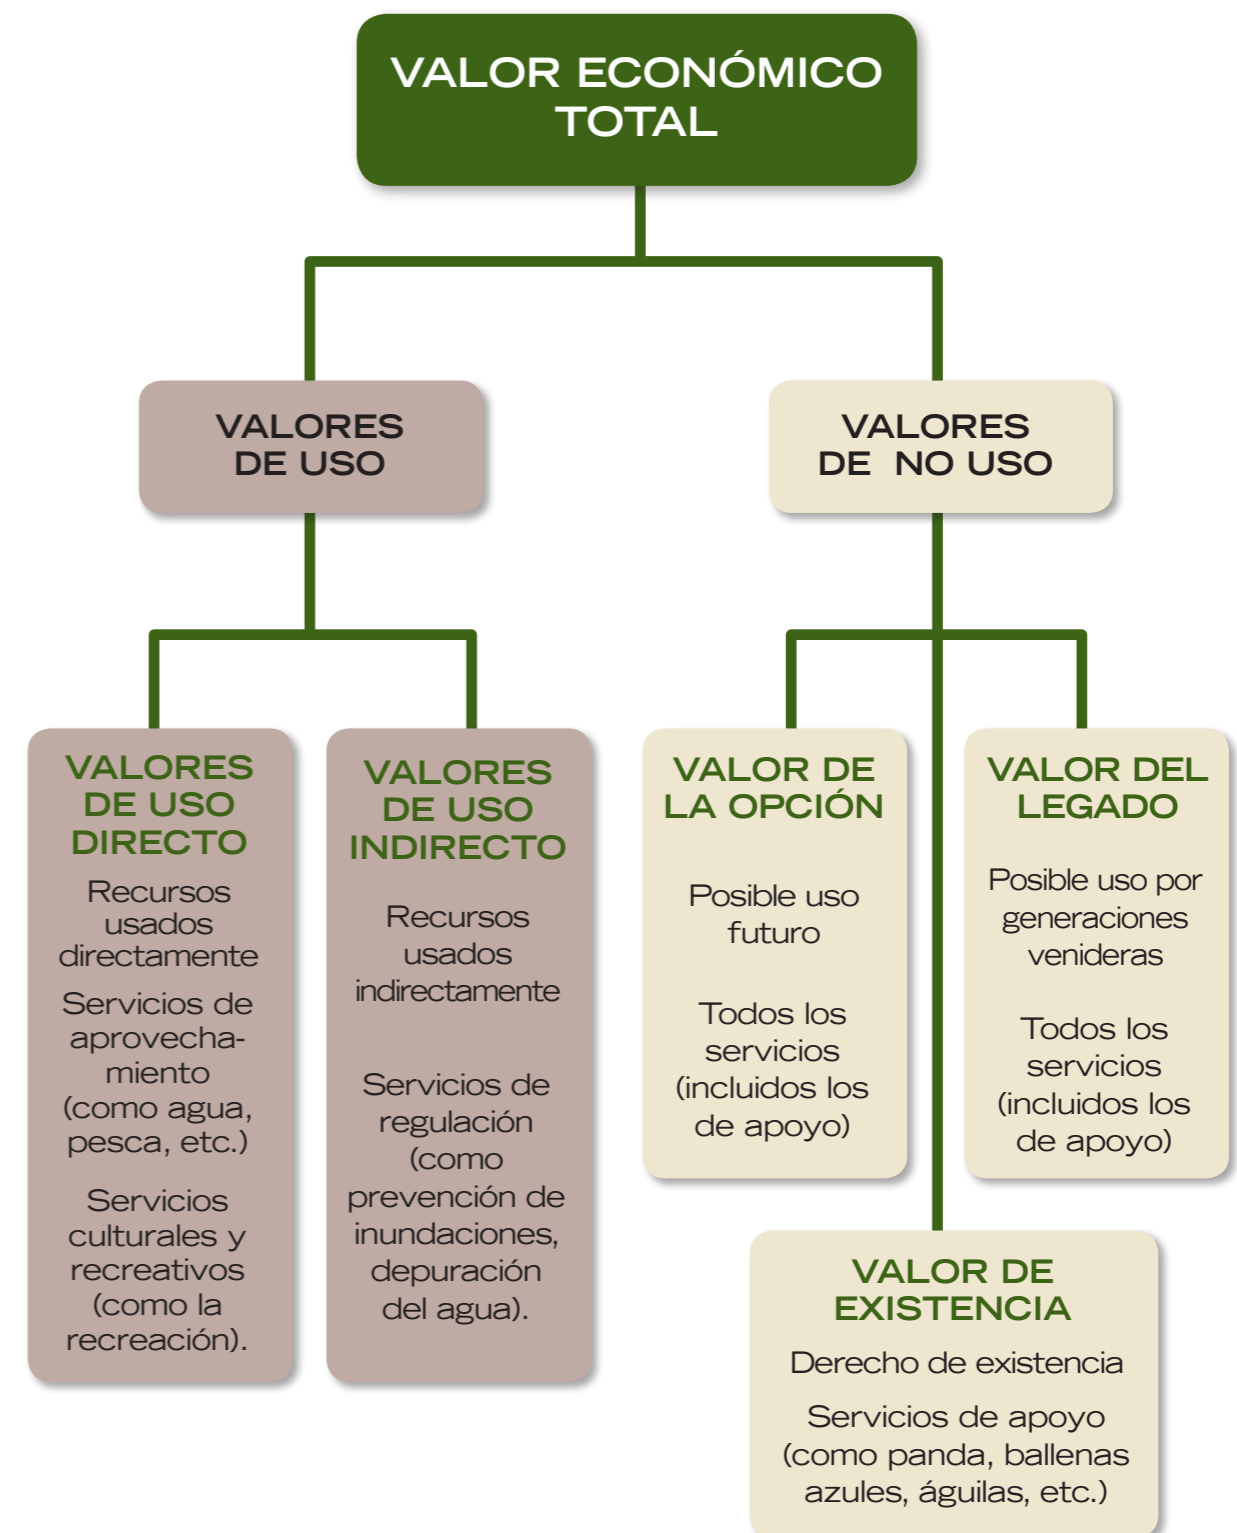 VALOR ECONÓMICO
TOTAL
VALORES
DE USO
VALORES
DE NO USO
VALORES
DE USO
DIRECTO
Recursos
usados
directamente
Servicios de
aprovecha-
miento
(como agua,
pesca, etc.)
Servicios
culturales y
recreativos
(como la
recreación).
VALORES
DE USO
INDIRECTO
Recursos
usados
indirectamente
Servicios de
regulación
(como
prevención de
inundaciones,
depuración
del agua).
VALOR DE
LA OPCIÓN
Posible uso
futuro
Todos los
servicios
(incluidos los
de apoyo)
VALOR DEL
LEGADO
Posible uso por
generaciones
venideras
Todos los
servicios
(incluidos los
de apoyo)
VALOR DE
EXISTENCIA
Derecho de existencia
Servicios de apoyo
(como panda, ballenas
azules, águilas, etc.)